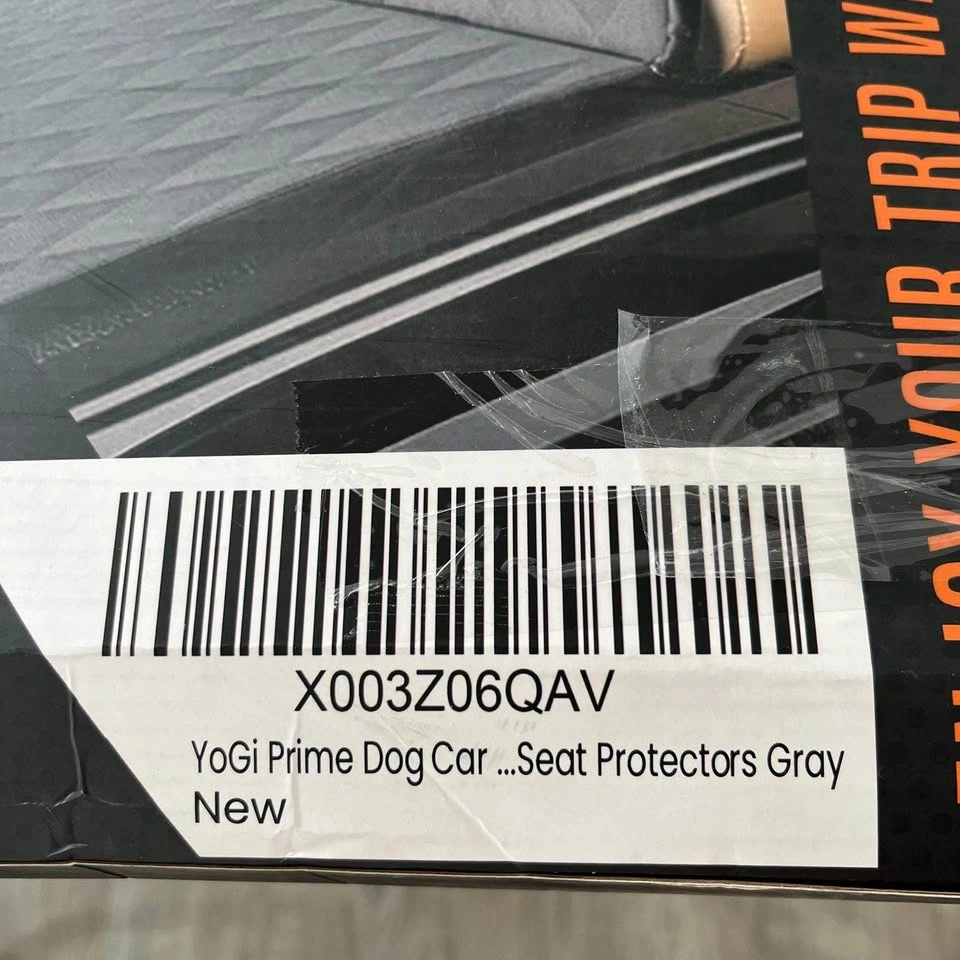 X003Z06QAV
YoGi Prime Dog Car ...Seat Protectors Gray
New
YOUR TRIP